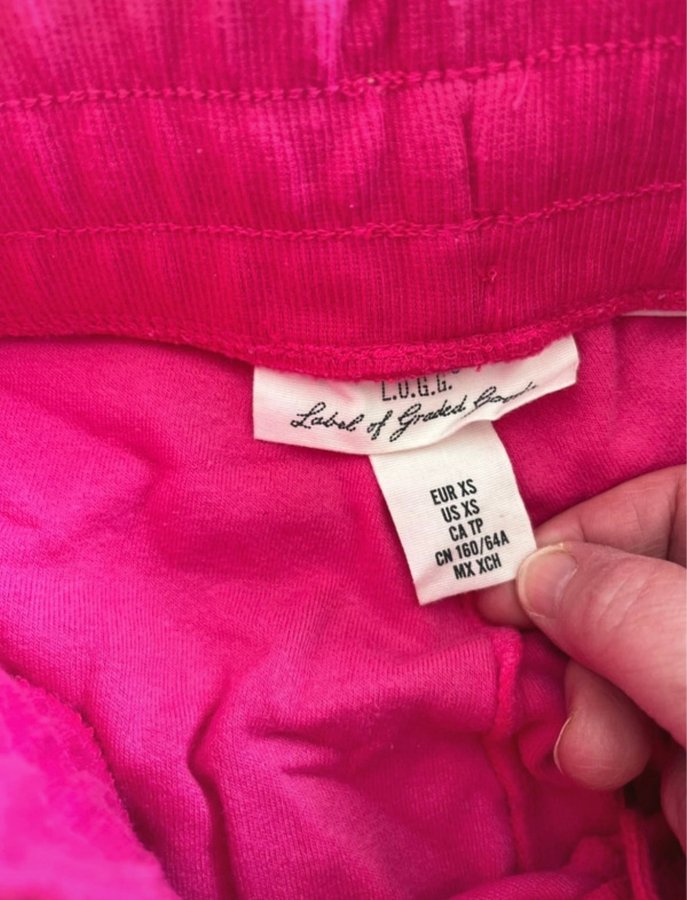 L.O.G.G.
Label of Graded Goods
EUR XS
US XS
CA TP
CN 160/64A
MX XCH